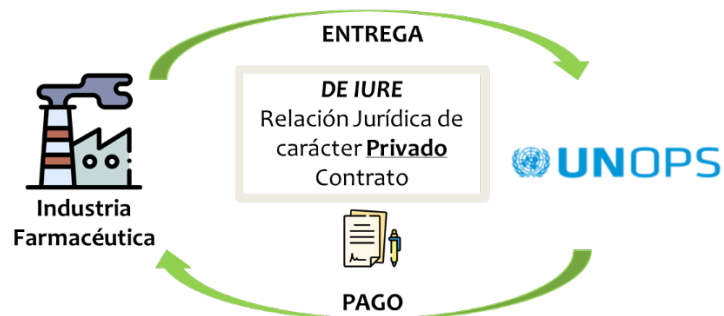 ENTREGA
DE IURE
Relación Jurídica de
carácter Privado
Contrato
UNOPS
Industria
Farmacéutica
PAGO